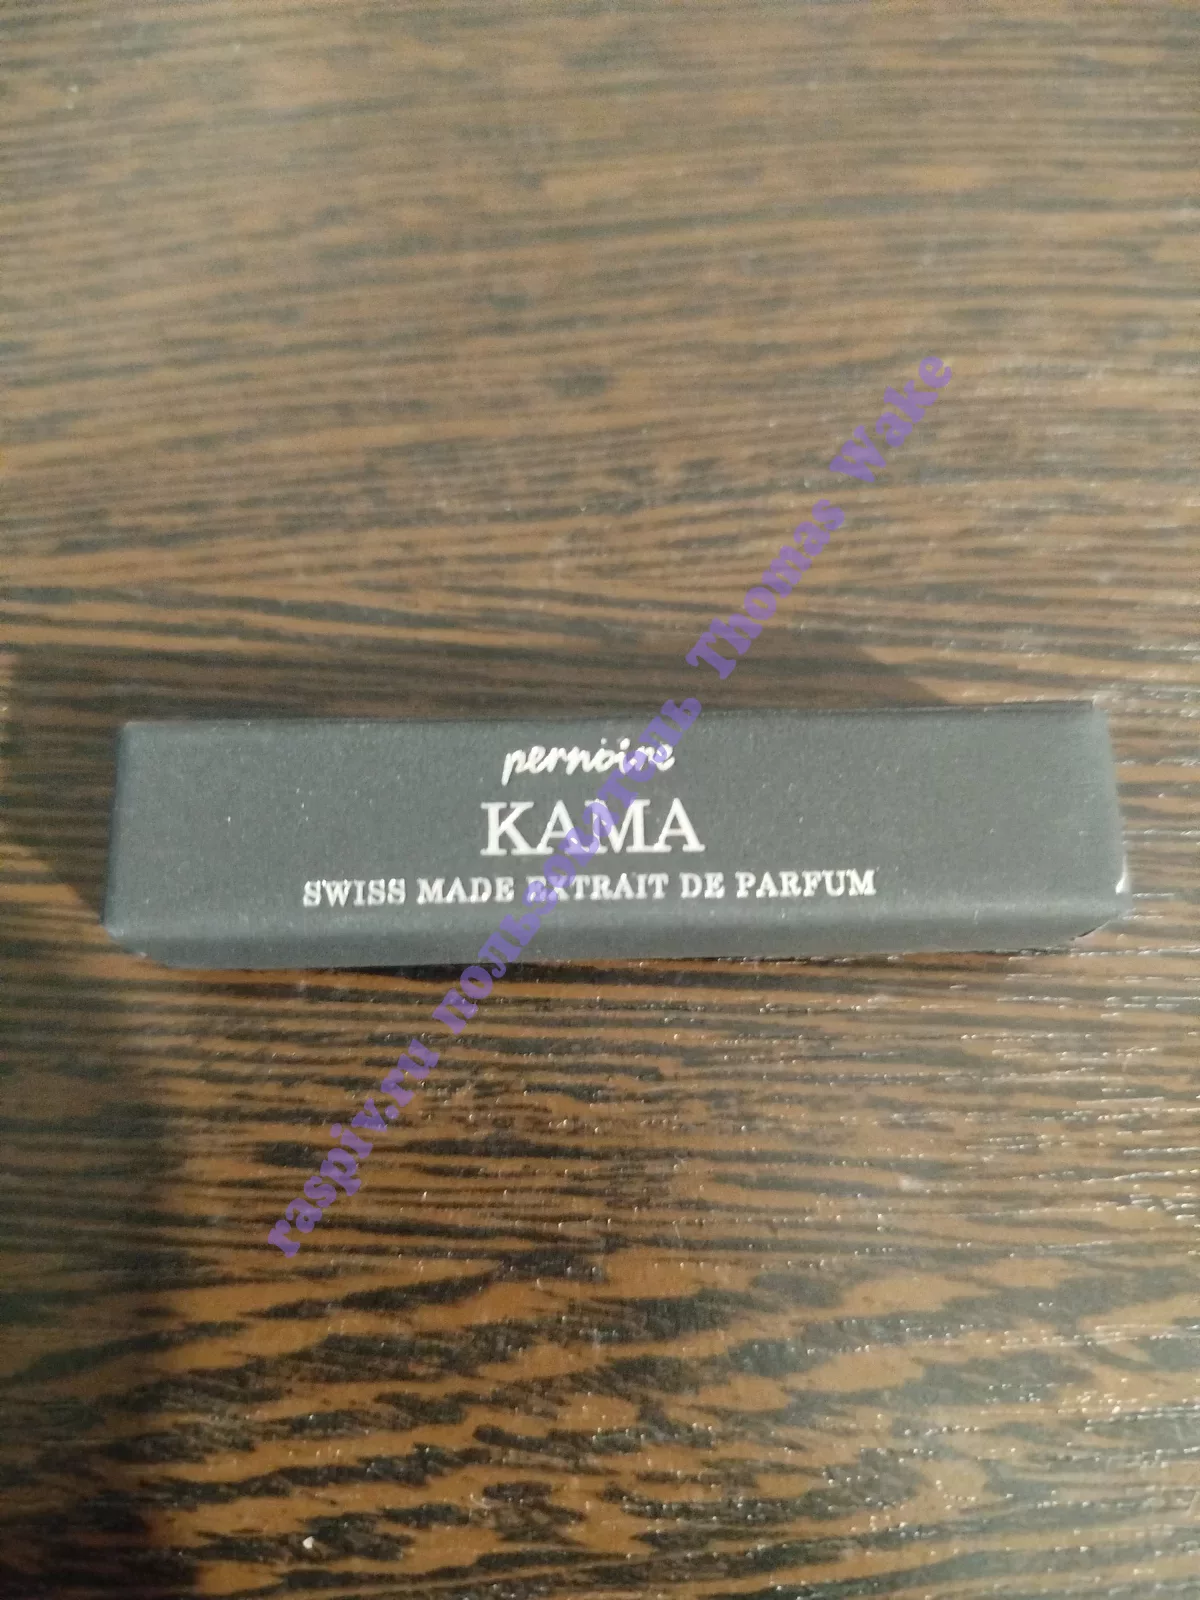 pernoire
KAMA
SWISS MADE EXTRAIT DE PARFUM
raspiv.ru пользователь Thomas Wake